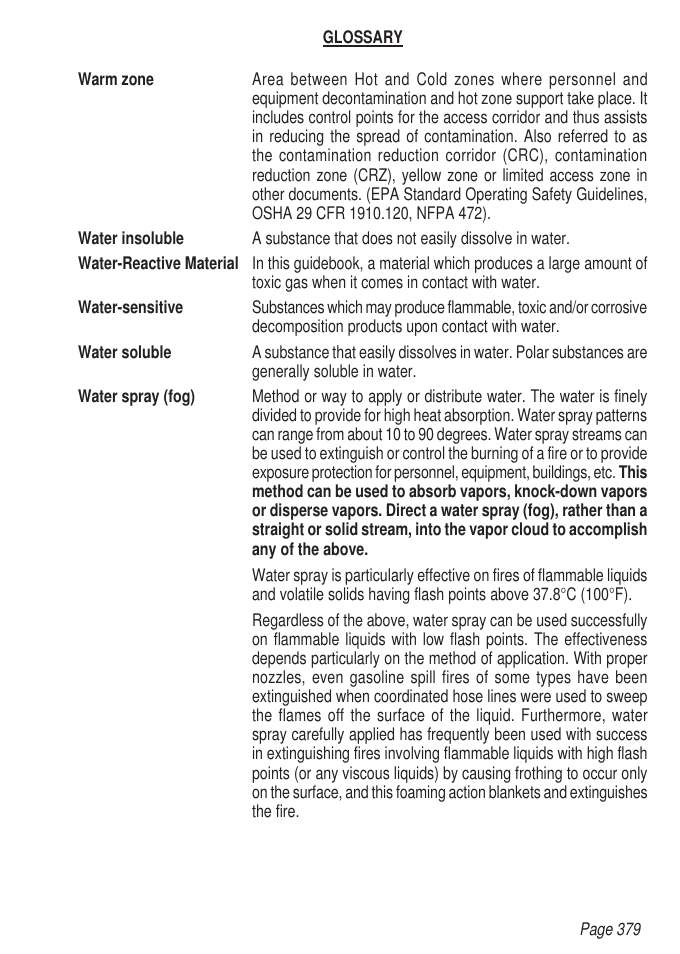 GLOSSARY
Warm zone Area between Hot and Cold zones where personnel and
equipment decontamination and hot zone support take place. It
includes control points for the access corridor and thus assists
in reducing the spread of contamination. Also referred to as
the contamination reduction corridor (CRC), contamination
reduction zone (CRZ), yellow zone or limited access zone in
other documents. (EPA Standard Operating Safety Guidelines,
OSHA 29 CFR 1910.120, NFPA 472).
Water insoluble A substance that does not easily dissolve in water.
Water-Reactive Material In this guidebook, a material which produces a large amount of
toxic gas when it comes in contact with water.
Water-sensitive Substances which may produce flammable, toxic and/or corrosive
decomposition products upon contact with water.
Water soluble A substance that easily dissolves in water. Polar substances are
generally soluble in water.
Water spray (fog) Method or way to apply or distribute water. The water is finely
divided to provide for high heat absorption. Water spray patterns
can range from about 10 to 90 degrees. Water spray streams can
be used to extinguish or control the burning of a fire or to provide
exposure protection for personnel, equipment, buildings, etc. This
method can be used to absorb vapors, knock-down vapors
or disperse vapors. Direct a water spray (fog), rather than a
straight or solid stream, into the vapor cloud to accomplish
any of the above.
Water spray is particularly effective on fires of flammable liquids
and volatile solids having flash points above 37.8°C (100°F).
Regardless of the above, water spray can be used successfully
on flammable liquids with low flash points. The effectiveness
depends particularly on the method of application. With proper
nozzles, even gasoline spill fires of some types have been
extinguished when coordinated hose lines were used to sweep
the flames off the surface of the liquid. Furthermore, water
spray carefully applied has frequently been used with success
in extinguishing fires involving flammable liquids with high flash
points (or any viscous liquids) by causing frothing to occur only
on the surface, and this foaming action blankets and extinguishes
the fire.
Page 379